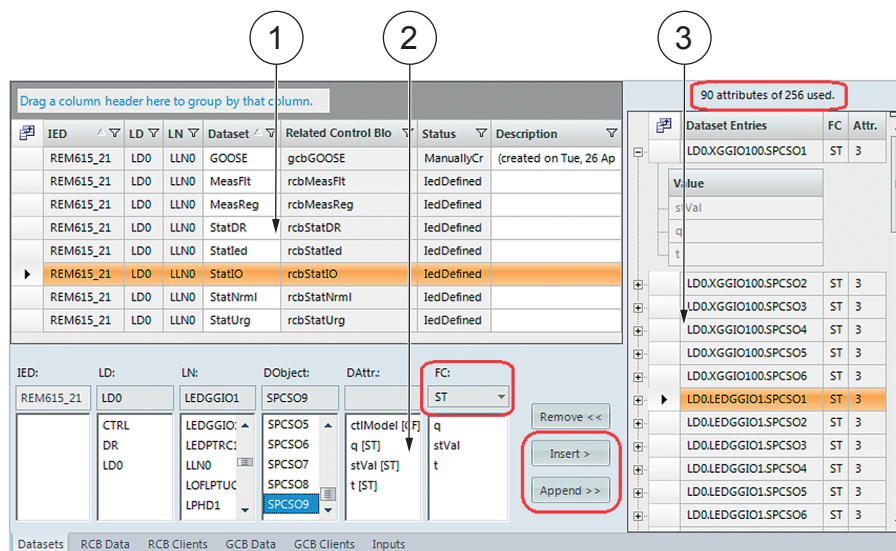 1
2
3
90 attributes of 256 used.
Drag a column header here to group by that column.
IED LD LN Dataset Related Control Blo Status Description
REM615_21 LD0 LLN0 GOOSE gcbGOOSE ManuallyCr (created on Tue, 26 Ap
REM615_21 LD0 LLN0 MeasFlt rcbMeasFlt IedDefined
REM615_21 LD0 LLN0 MeasReg rcbMeasReg IedDefined
REM615_21 LD0 LLN0 StatDR rcbStatDR IedDefined
REM615_21 LD0 LLN0 StatIed rcbStatIed IedDefined
REM615_21 LD0 LLN0 StatIO rcbStatIO IedDefined
REM615_21 LD0 LLN0 StatNrml rcbStatNrml IedDefined
REM615_21 LD0 LLN0 StatUrg rcbStatUrg IedDefined
Dataset Entries FC Attr.
LD0.XGGIO100.SPCSO1 ST 3
Value
stVal
q
t
LD0.XGGIO100.SPCSO2 ST 3
LD0.XGGIO100.SPCSO3 ST 3
LD0.XGGIO100.SPCSO4 ST 3
LD0.XGGIO100.SPCSO5 ST 3
LD0.XGGIO100.SPCSO6 ST 3
LD0.LEDGGIO1.SPCSO1 ST 3
LD0.LEDGGIO1.SPCSO2 ST 3
LD0.LEDGGIO1.SPCSO3 ST 3
LD0.LEDGGIO1.SPCSO4 ST 3
LD0.LEDGGIO1.SPCSO5 ST 3
LD0.LEDGGIO1.SPCSO6 ST 3
IED: LD: LN: DObject: DAttr.: FC:
REM615_21 LD0 LEDGGIO1 SPCSO9 ST
CTRL
DR
LD0
LEDGGIO1
LEDPTRC1
LLN0
LOFLPTUC
LPHD1
SPCSO5
SPCSO6
SPCSO7
SPCSO8
SPCSO9
ctlModel [CF]
q [ST]
stVal [ST]
t [ST]
q
stVal
t
Remove <<
Insert >
Append >>
Datasets RCB Data RCB Clients GCB Data GCB Clients Inputs